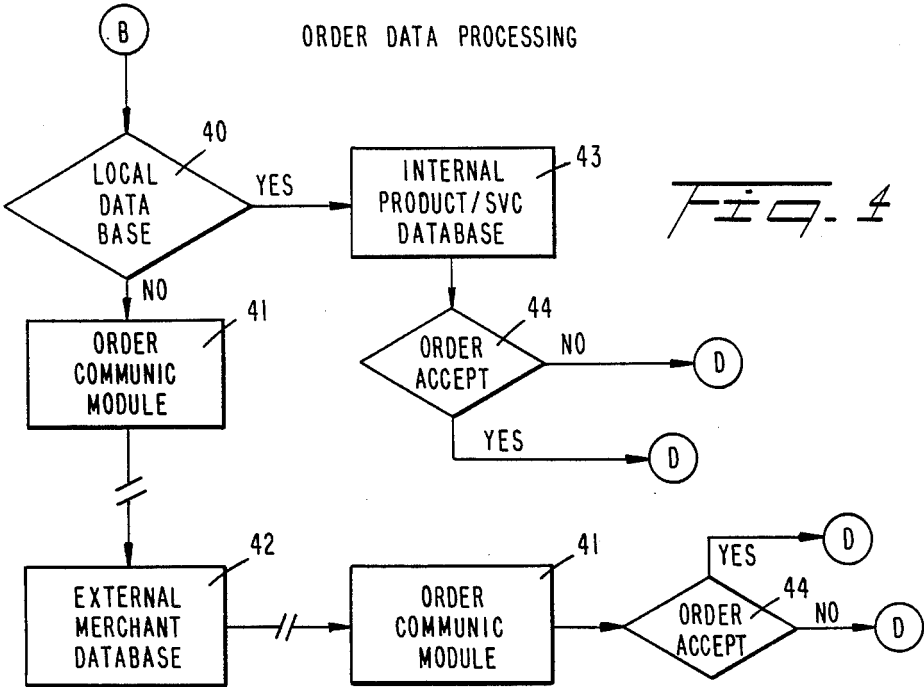 B
ORDER DATA PROCESSING
40
LOCAL
DATA
BASE
YES
NO
INTERNAL
PRODUCT/SVC
DATABASE
43
Fig. 4
41
ORDER
COMMUNIC
MODULE
44
ORDER
ACCEPT
NO
D
YES
D
42
EXTERNAL
MERCHANT
DATABASE
41
ORDER
COMMUNIC
MODULE
YES
D
44
ORDER
ACCEPT
NO
D